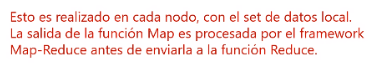 Esto es realizado en cada nodo, con el set de datos local.
La salida de la función Map es procesada por el framework
Map-Reduce antes de enviarla a la función Reduce.